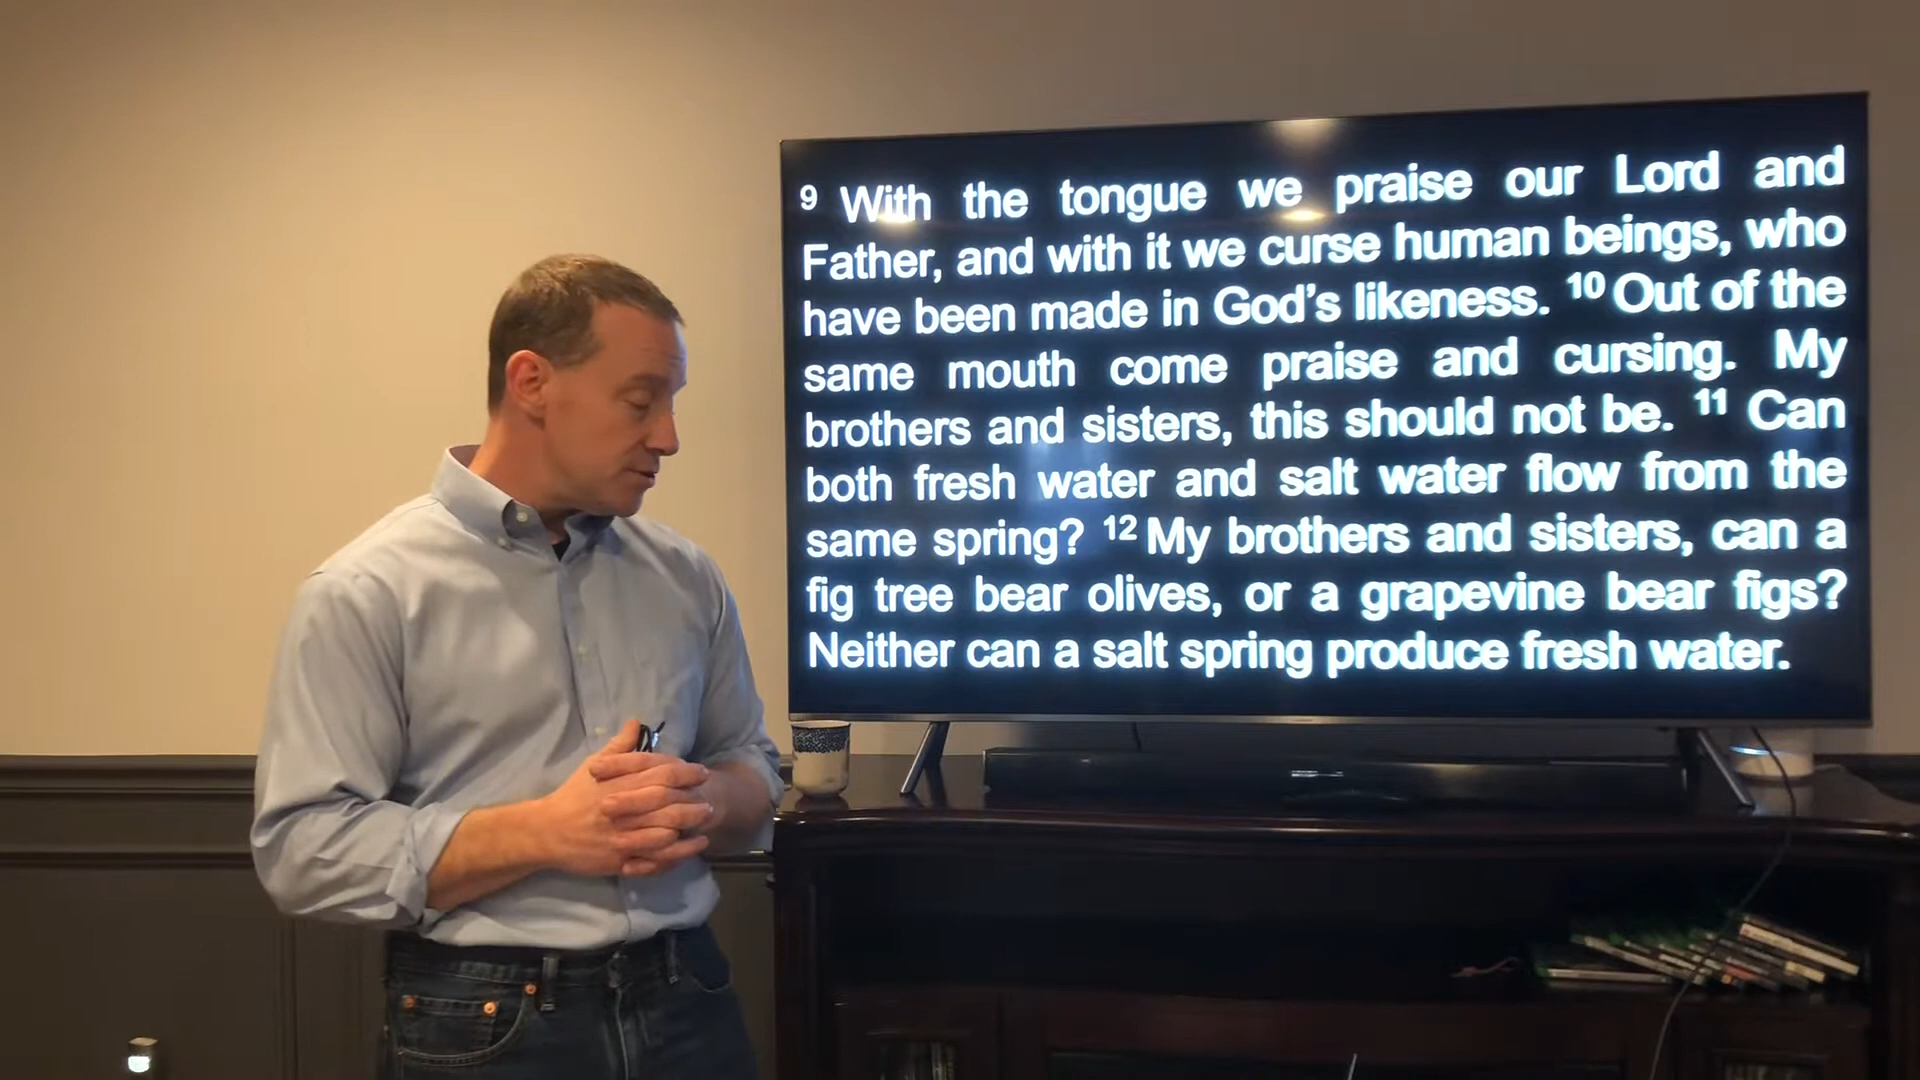 9 With the tongue we praise our Lord and
Father, and with it we curse human beings, who
have been made in God’s likeness. 10 Out of the
same mouth come praise and cursing. My
brothers and sisters, this should not be. 11 Can
both fresh water and salt water flow from the
same spring? 12 My brothers and sisters, can a
fig tree bear olives, or a grapevine bear figs?
Neither can a salt spring produce fresh water.